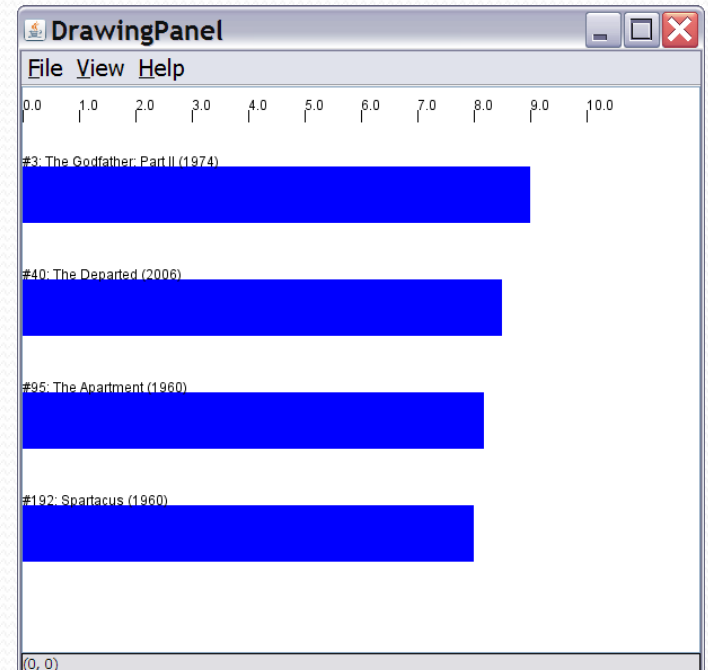 DrawingPanel
File View Help
0.0 1.0 2.0 3.0 4.0 5.0 6.0 7.0 8.0 9.0 10.0
#3: The Godfather: Part II (1974)
#40: The Departed (2006)
#95: The Apartment (1960)
#192: Spartacus (1960)
(0, 0)